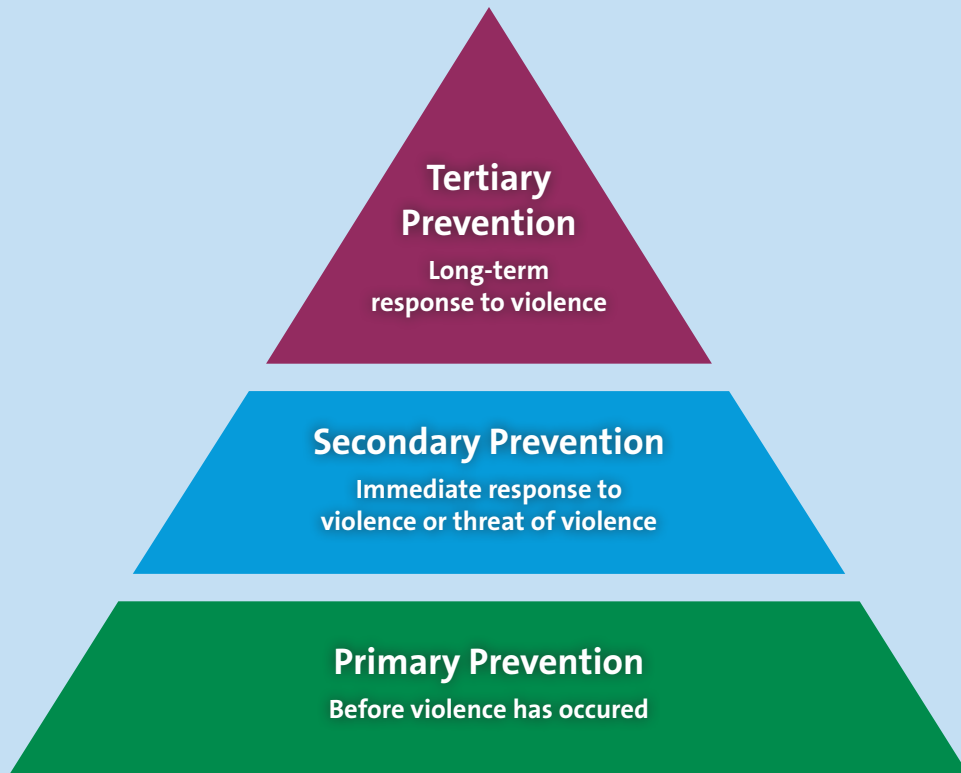 Tertiary
Prevention
Long-term
response to violence
Secondary Prevention
Immediate response to
violence or threat of violence
Primary Prevention
Before violence has occured